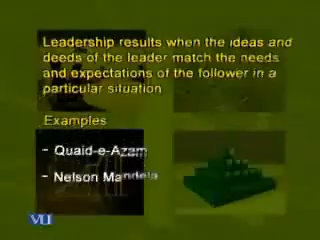 Leadership results when the ideas and
deeds of the leader match the needs
and expectations of the follower in a
particular situation
Examples
- Quaid-e-Azam
- Nelson Mandela
VU